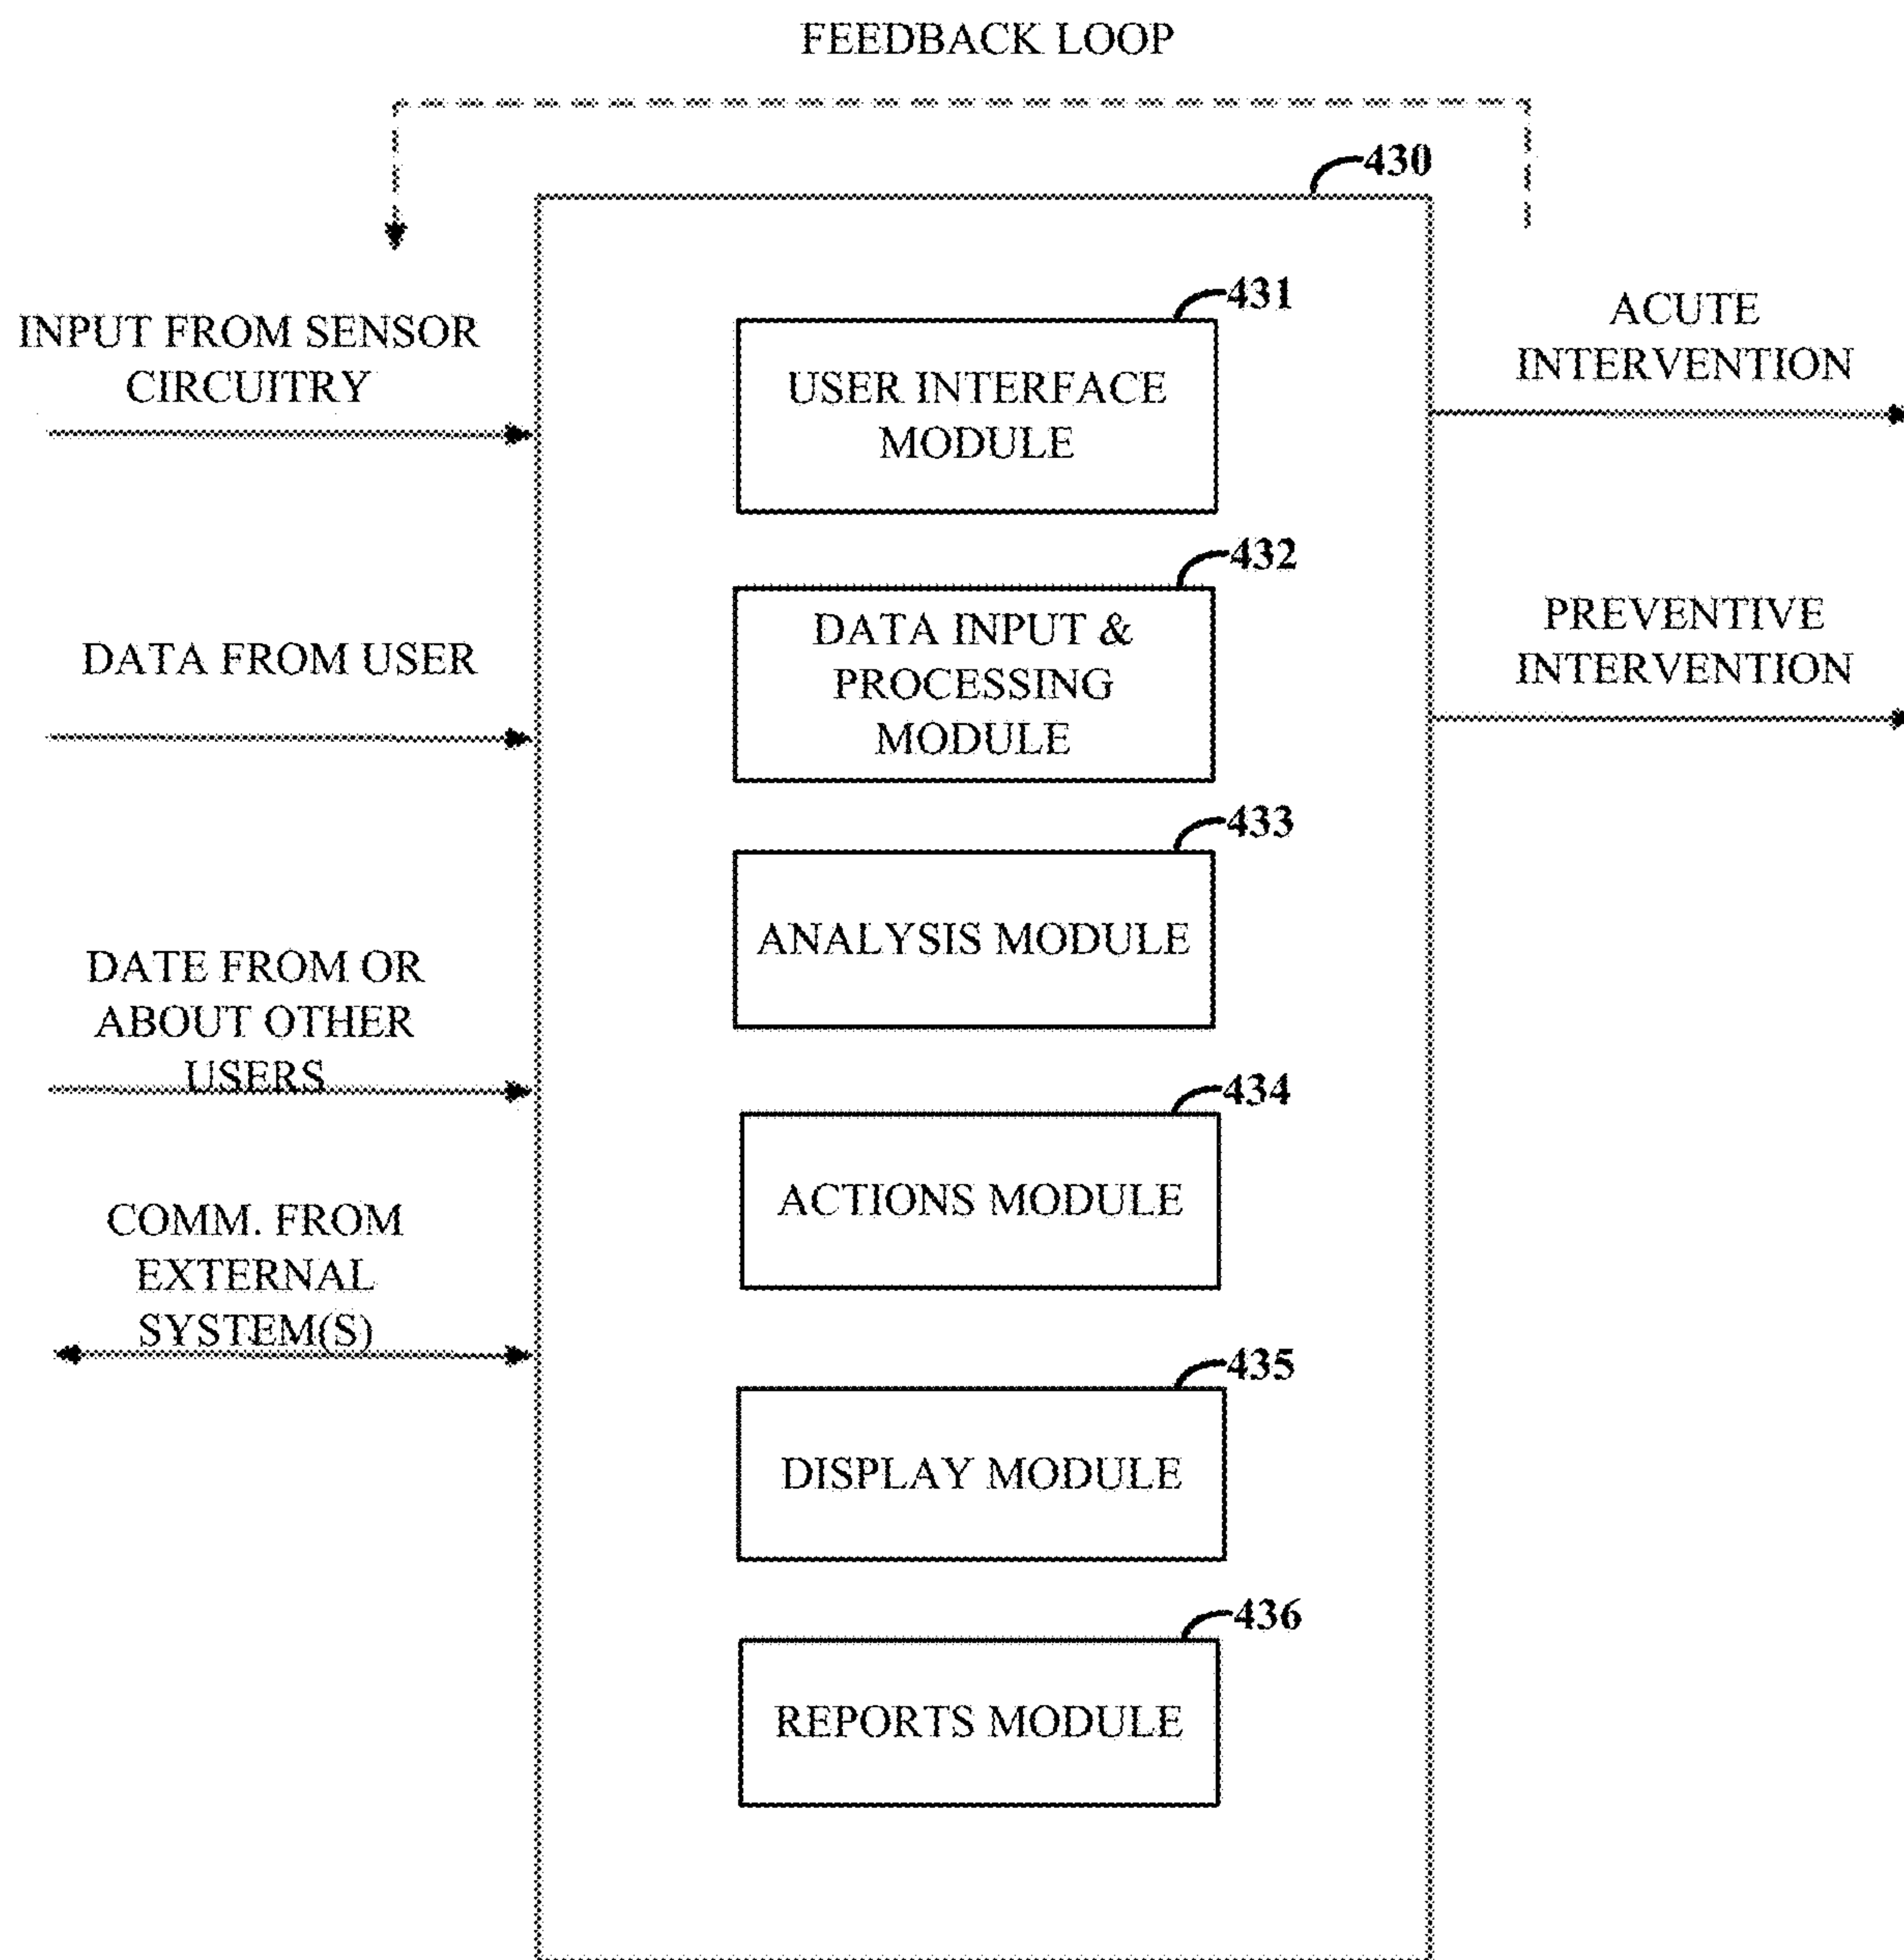 FEEDBACK LOOP
430
INPUT FROM SENSOR
CIRCUITRY
DATA FROM USER
DATE FROM OR
ABOUT OTHER
USERS
COMM. FROM
EXTERNAL
SYSTEM(S)
431
USER INTERFACE
MODULE
432
DATA INPUT &
PROCESSING
MODULE
433
ANALYSIS MODULE
434
ACTIONS MODULE
435
DISPLAY MODULE
436
REPORTS MODULE
ACUTE
INTERVENTION
PREVENTIVE
INTERVENTION